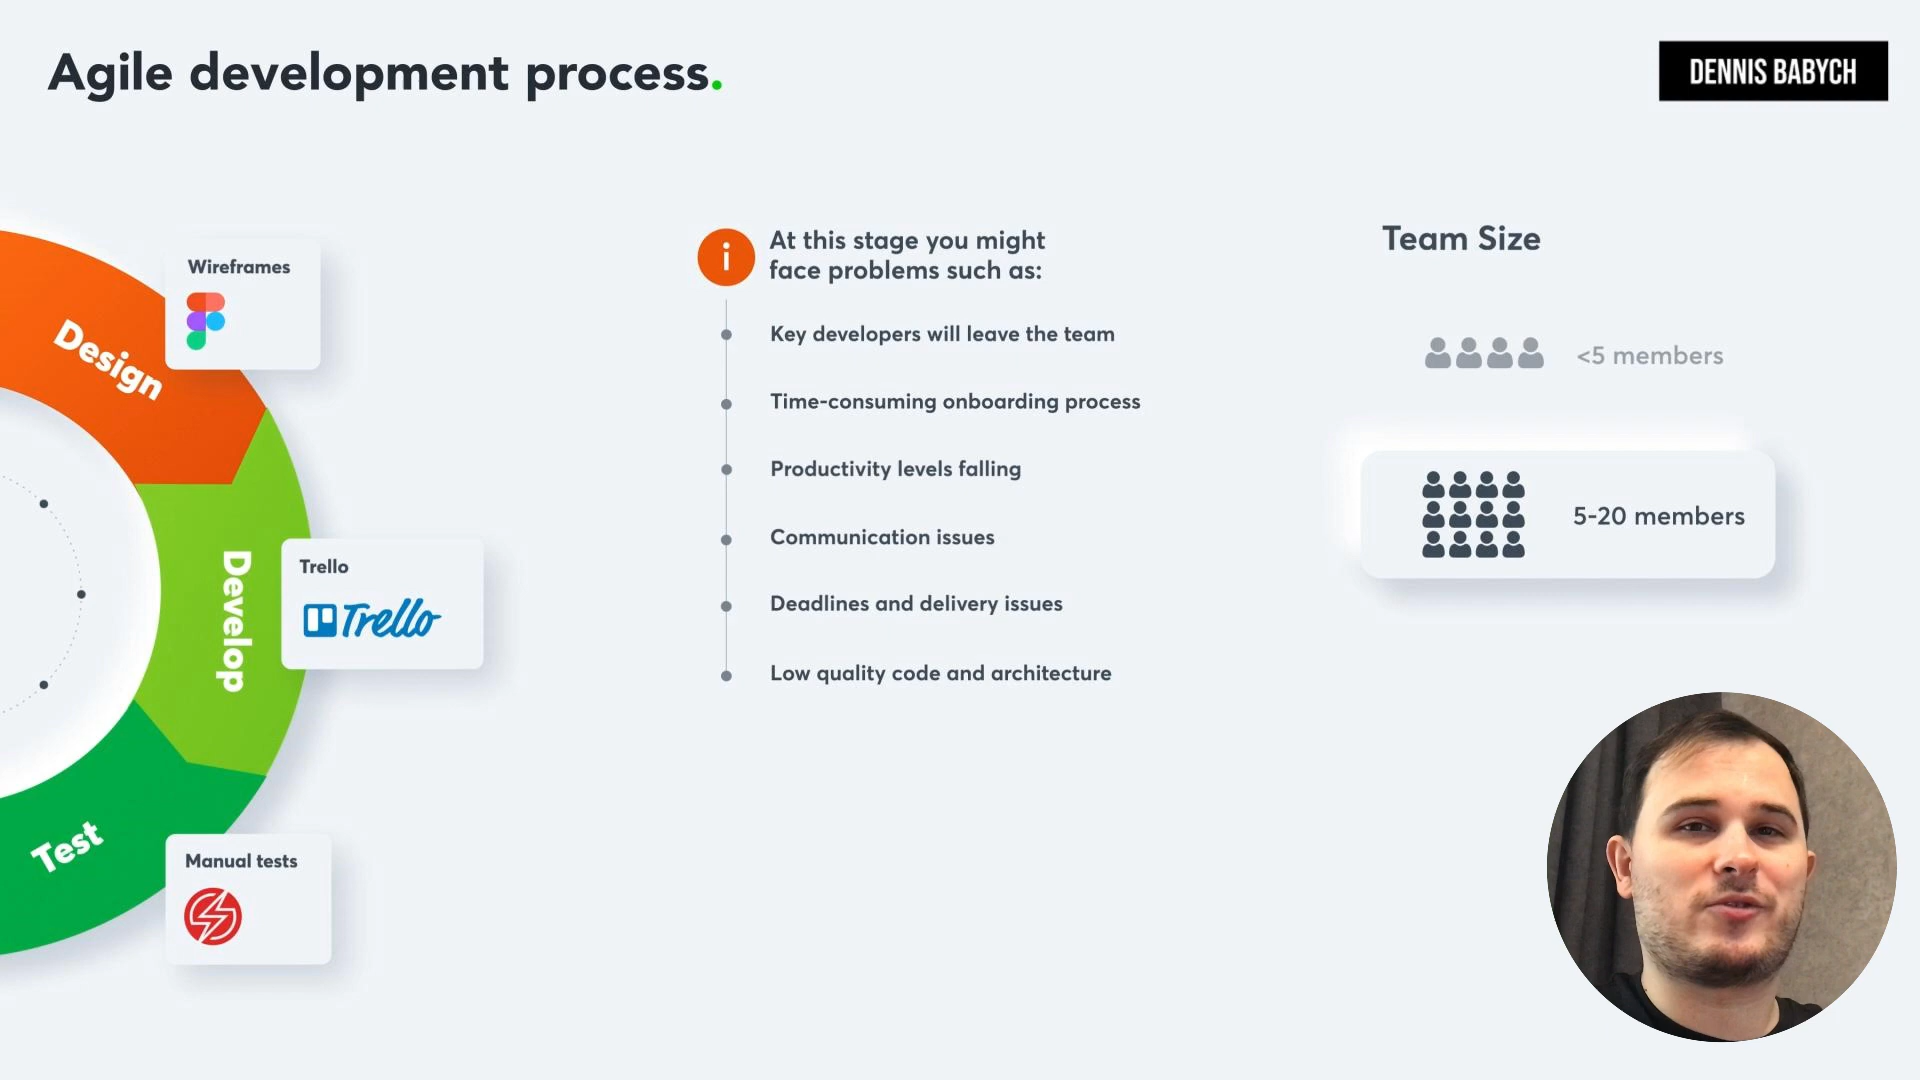 Agile development process.
DENNIS BABYCH
Design
Wireframes
Develop
Trello
Trello
Test
Manual tests
i
At this stage you might
face problems such as:
Key developers will leave the team
Time-consuming onboarding process
Productivity levels falling
Communication issues
Deadlines and delivery issues
Low quality code and architecture
Team Size
<5 members
5-20 members